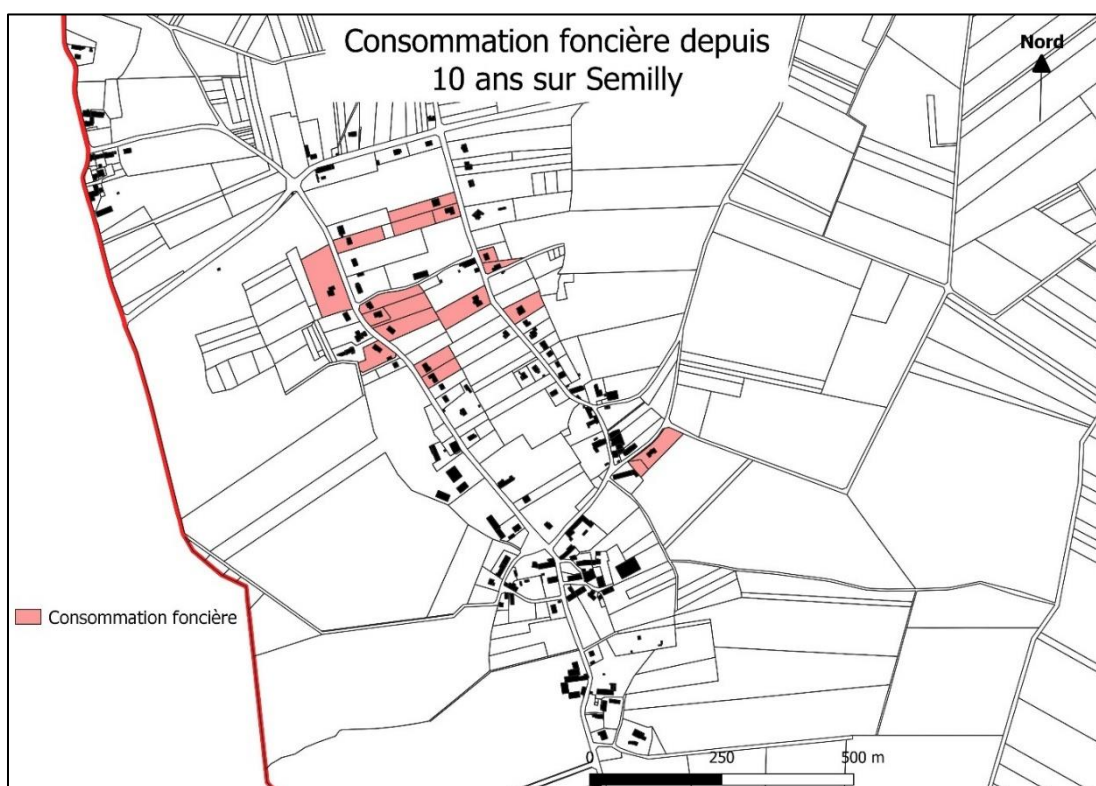 Consommation foncière depuis
10 ans sur Semilly
Nord
Consommation foncière
0 250 500 m